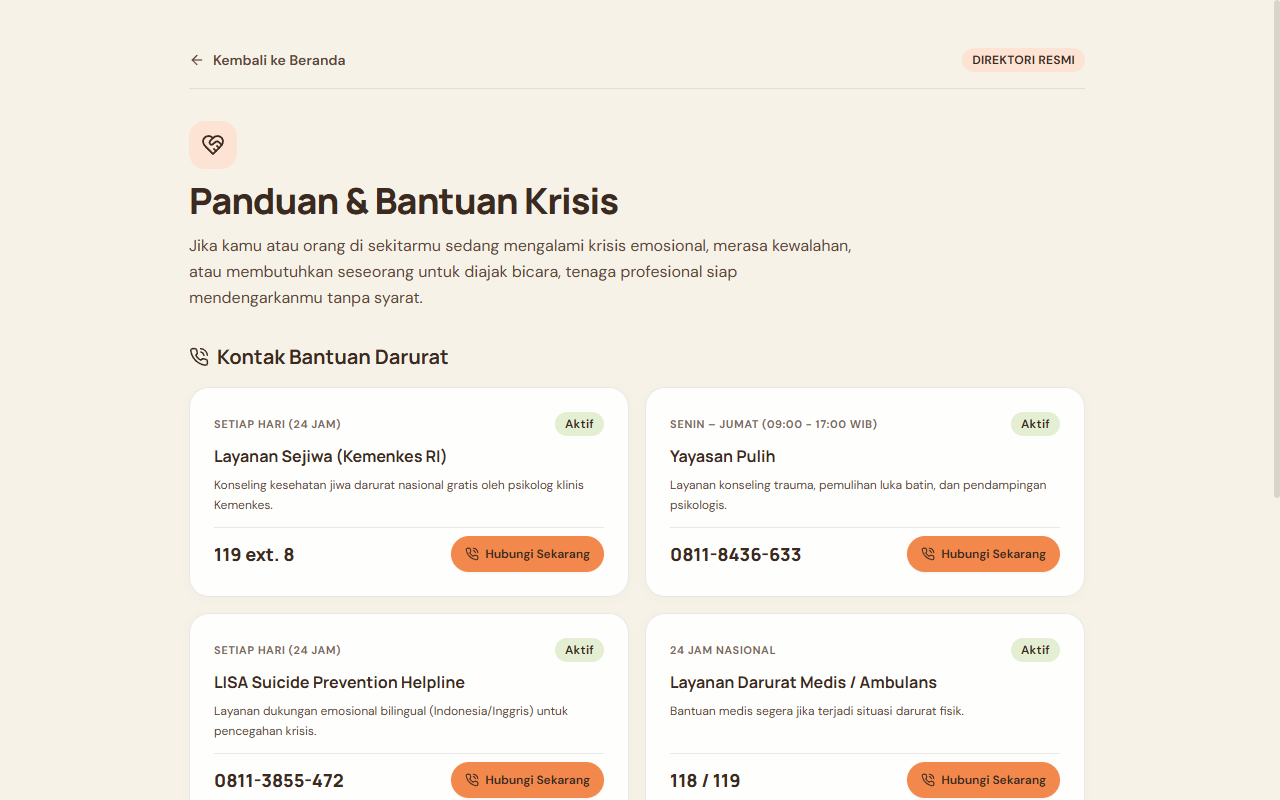 Kembali ke Beranda
DIREKTORI RESMI
Panduan & Bantuan Krisis
Jika kamu atau orang di sekitarmu sedang mengalami krisis emosional, merasa kewalahan,
atau membutuhkan seseorang untuk diajak bicara, tenaga profesional siap
mendengarkanmu tanpa syarat.
Kontak Bantuan Darurat
SETIAP HARI (24 JAM)
Aktif
Layanan Sejiwa (Kemenkes RI)
Konseling kesehatan jiwa darurat nasional gratis oleh psikolog klinis
Kemenkes.
119 ext. 8
Hubungi Sekarang
SENIN – JUMAT (09:00 - 17:00 WIB)
Aktif
Yayasan Pulih
Layanan konseling trauma, pemulihan luka batin, dan pendampingan
psikologis.
0811-8436-633
Hubungi Sekarang
SETIAP HARI (24 JAM)
Aktif
LISA Suicide Prevention Helpline
Layanan dukungan emosional bilingual (Indonesia/Inggris) untuk
pencegahan krisis.
0811-3855-472
Hubungi Sekarang
24 JAM NASIONAL
Aktif
Layanan Darurat Medis / Ambulans
Bantuan medis segera jika terjadi situasi darurat fisik.
118 / 119
Hubungi Sekarang